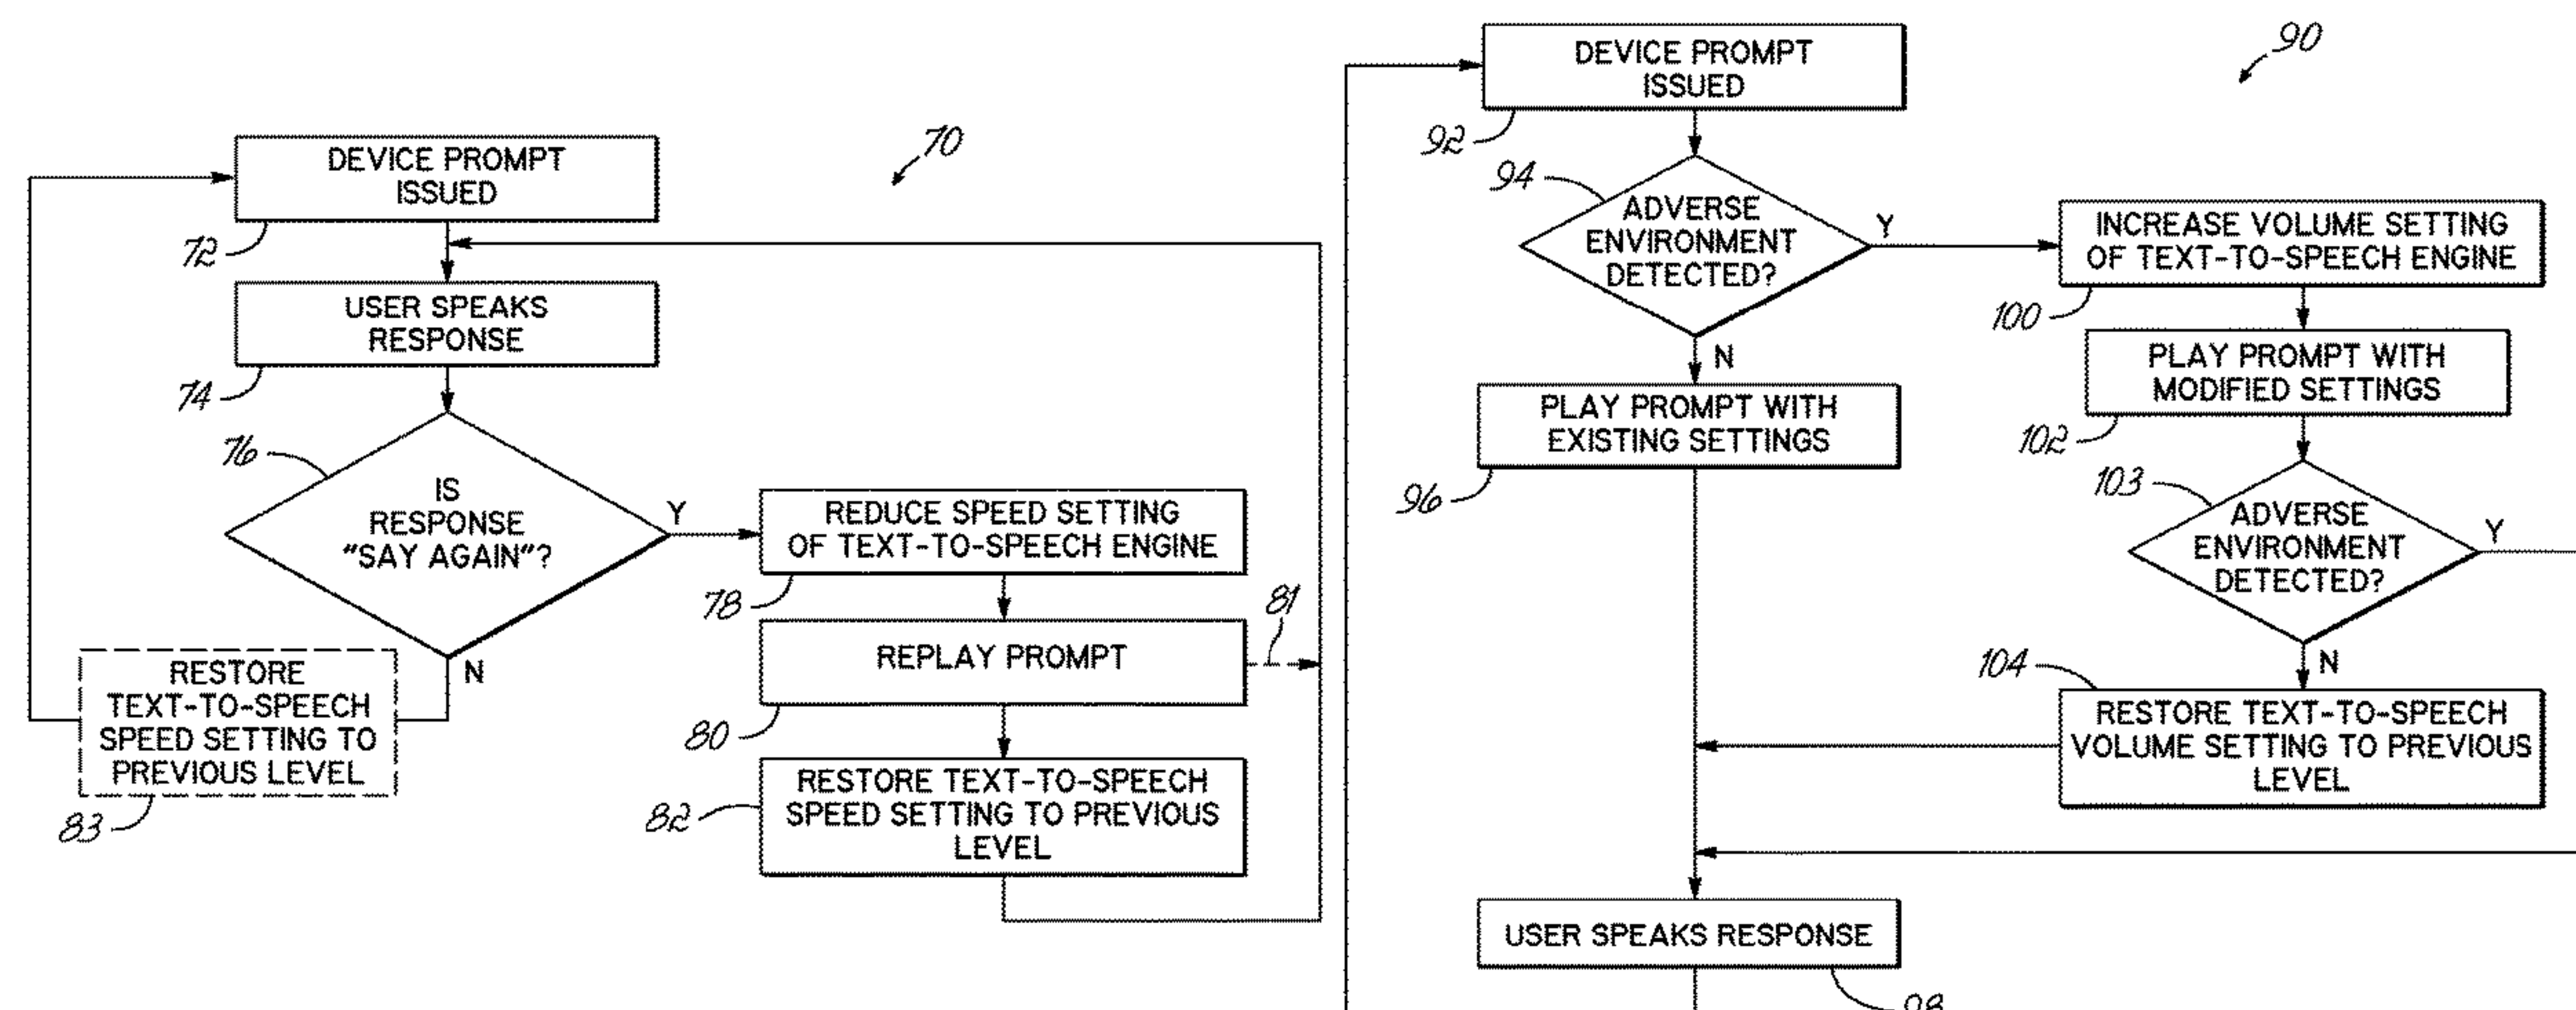 70
DEVICE PROMPT
ISSUED
72
USER SPEAKS
RESPONSE
74
76
IS
RESPONSE
"SAY AGAIN"?
Y
N
REDUCE SPEED SETTING
OF TEXT-TO-SPEECH ENGINE
78
REPLAY PROMPT
81
80
RESTORE TEXT-TO-SPEECH
SPEED SETTING TO PREVIOUS
LEVEL
82
RESTORE
TEXT-TO-SPEECH
SPEED SETTING TO
PREVIOUS LEVEL
83
90
DEVICE PROMPT
ISSUED
92
94
ADVERSE
ENVIRONMENT
DETECTED?
Y
N
PLAY PROMPT WITH
EXISTING SETTINGS
96
INCREASE VOLUME SETTING
OF TEXT-TO-SPEECH ENGINE
100
PLAY PROMPT WITH
MODIFIED SETTINGS
102
103
ADVERSE
ENVIRONMENT
DETECTED?
Y
N
104
RESTORE TEXT-TO-SPEECH
VOLUME SETTING TO PREVIOUS
LEVEL
USER SPEAKS RESPONSE
98